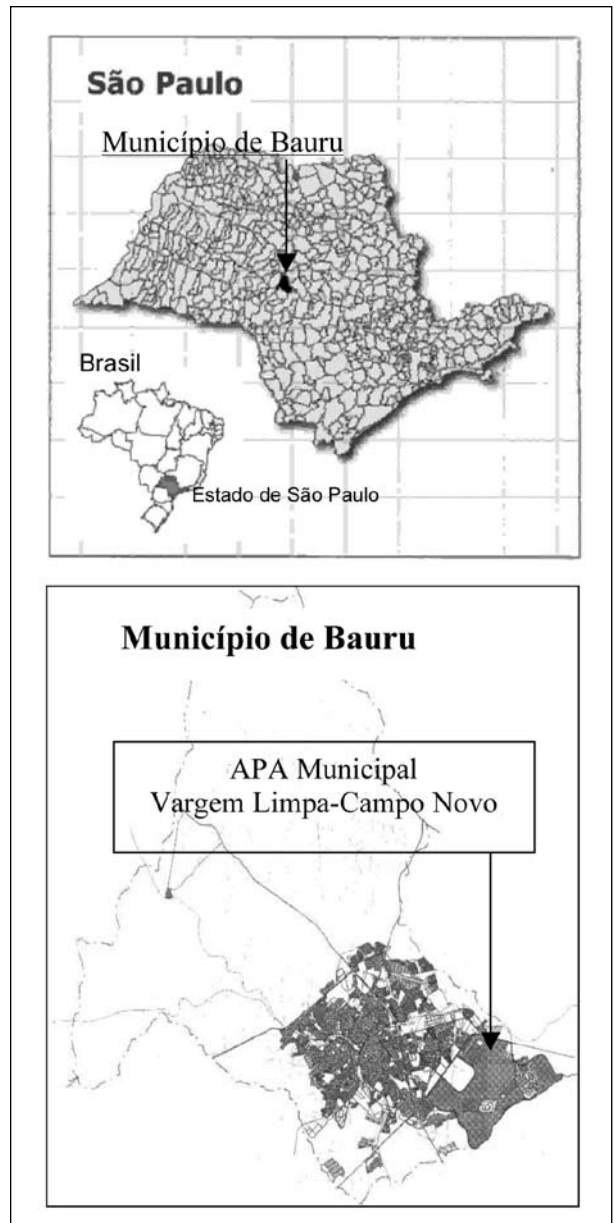 São Paulo
Município de Bauru
Brasil
Estado de São Paulo
Município de Bauru
APA Municipal
Vargem Limpa-Campo Novo